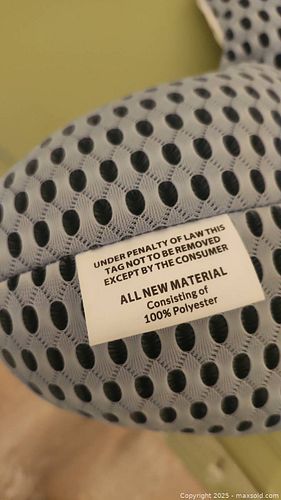 UNDER PENALTY OF LAW THIS
TAG NOT TO BE REMOVED
EXCEPT BY THE CONSUMER
ALL NEW MATERIAL
Consisting of
100% Polyester
Copyright 2025 - maxsold.com